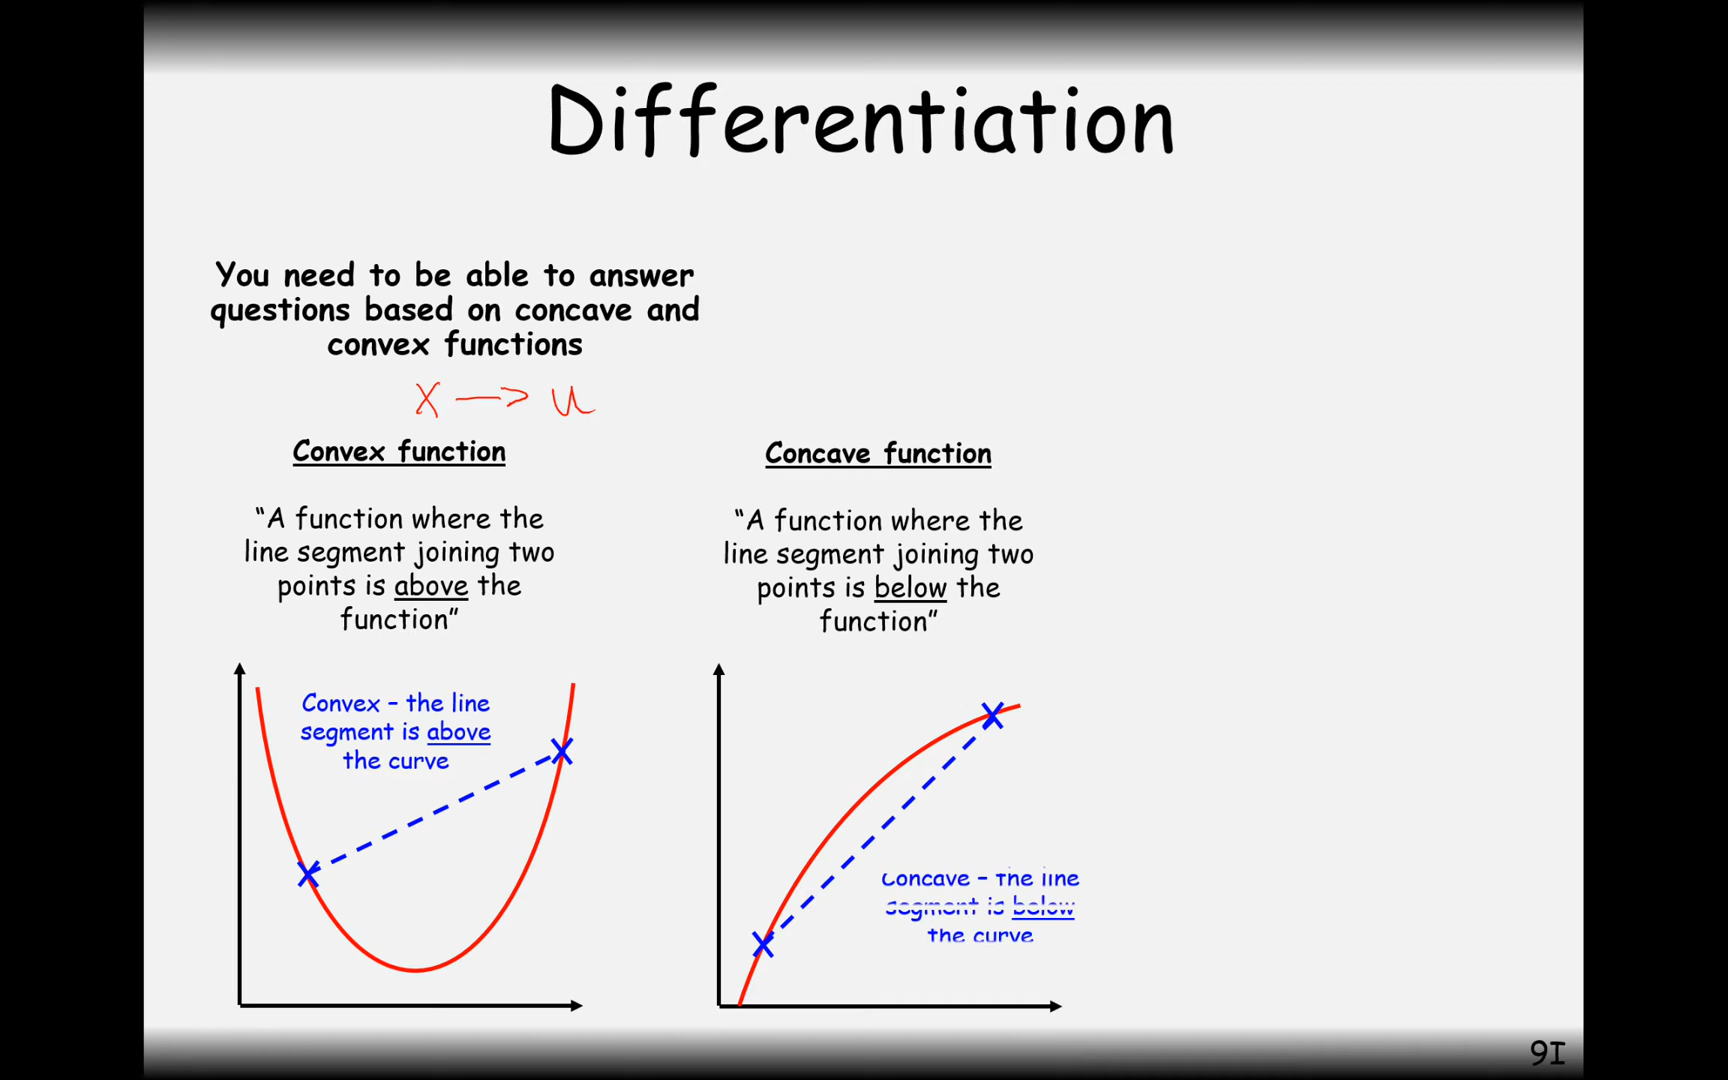 Differentiation
You need to be able to answer
questions based on concave and
convex functions
x —> u
Convex function
“A function where the
line segment joining two
points is above the
function”
Concave function
“A function where the
line segment joining two
points is below the
function”
Convex – the line
segment is above
the curve
Concave – the line
segment is below
the curve
9I